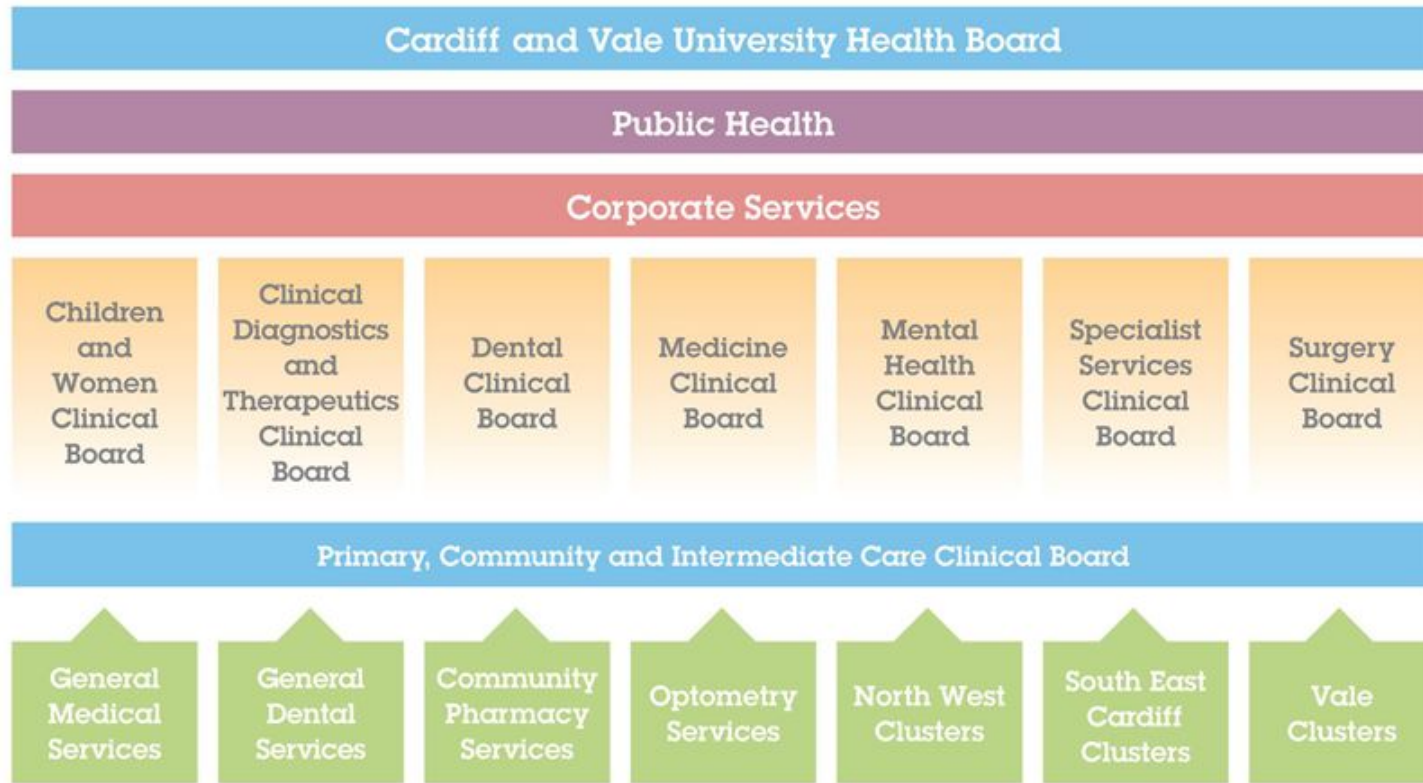 Cardiff and Vale University Health Board
Public Health
Corporate Services
Children
and
Women
Clinical
Board
Clinical
Diagnostics
and
Therapeutics
Clinical
Board
Dental
Clinical
Board
Medicine
Clinical
Board
Mental
Health
Clinical
Board
Specialist
Services
Clinical
Board
Surgery
Clinical
Board
Primary, Community and Intermediate Care Clinical Board
General
Medical
Services
General
Dental
Services
Community
Pharmacy
Services
Optometry
Services
North West
Clusters
South East
Cardiff
Clusters
Vale
Clusters